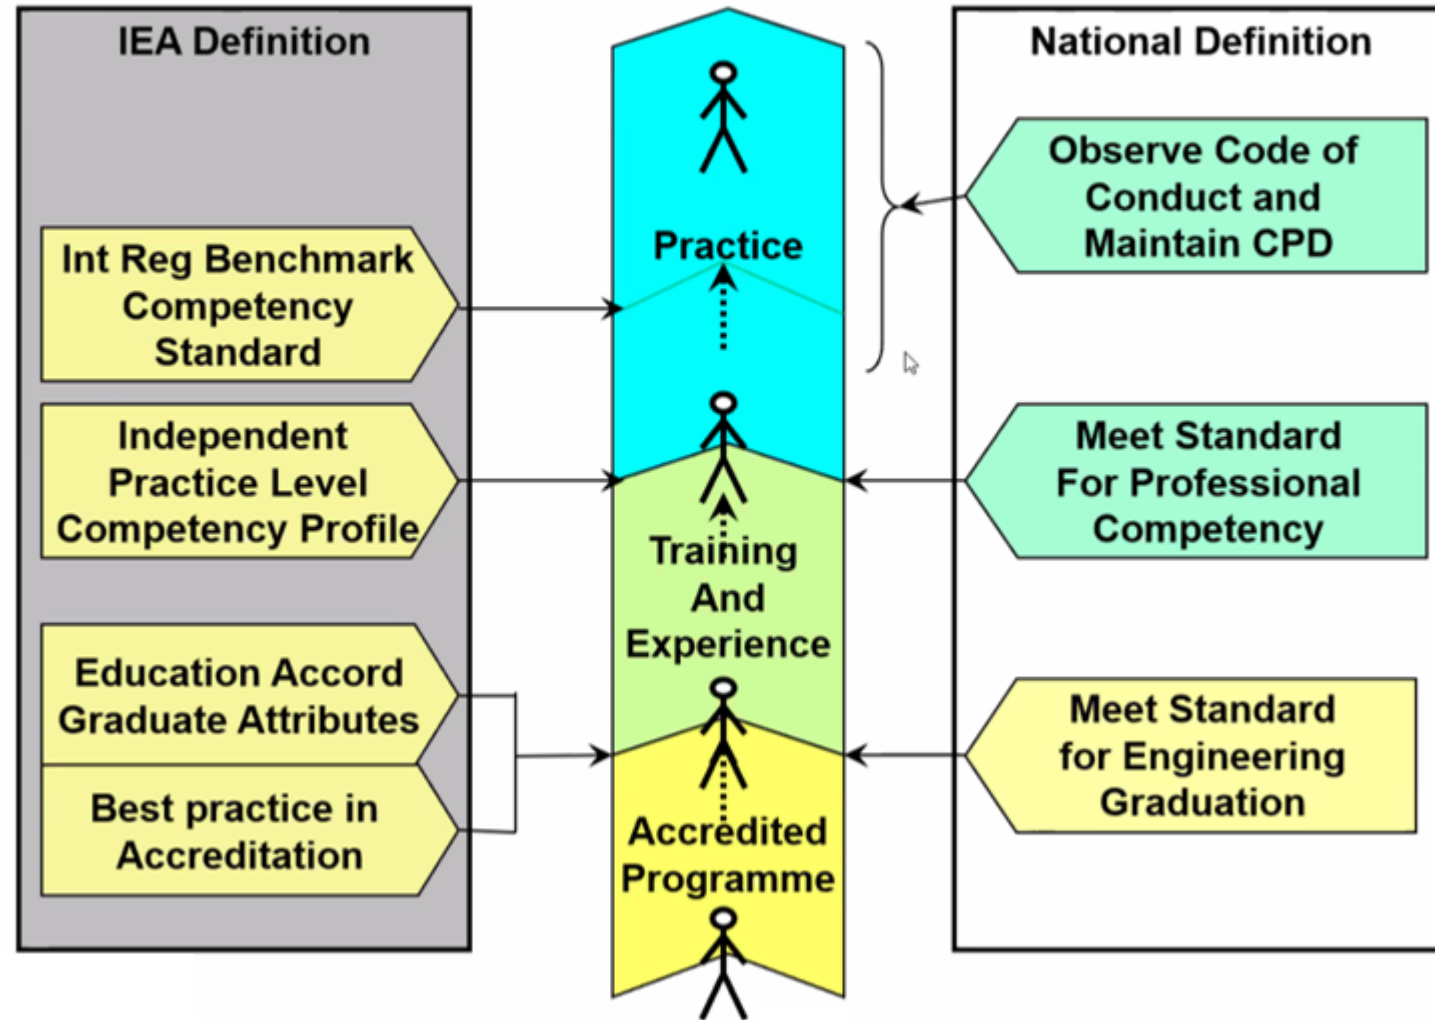 IEA Definition
Int Reg Benchmark
Competency
Standard
Independent
Practice Level
Competency Profile
Education Accord
Graduate Attributes
Best practice in
Accreditation
Practice
Training
And
Experience
Accredited
Programme
National Definition
Observe Code of
Conduct and
Maintain CPD
Meet Standard
For Professional
Competency
Meet Standard
for Engineering
Graduation